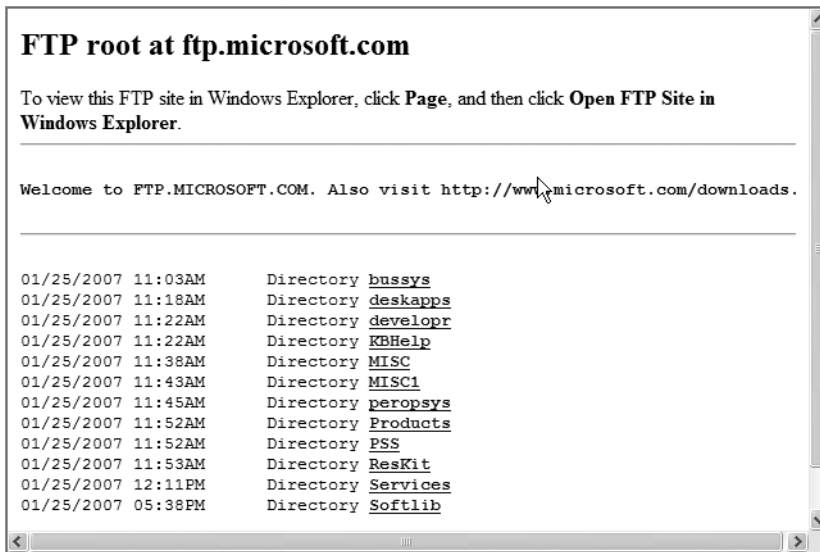 FTP root at ftp.microsoft.com
To view this FTP site in Windows Explorer, click Page, and then click Open FTP Site in
Windows Explorer.
Welcome to FTP.MICROSOFT.COM. Also visit http://www.microsoft.com/downloads.
01/25/2007 11:03AM Directory bussys
01/25/2007 11:18AM Directory deskapps
01/25/2007 11:22AM Directory developr
01/25/2007 11:22AM Directory KBHelp
01/25/2007 11:38AM Directory MISC
01/25/2007 11:43AM Directory MISC1
01/25/2007 11:45AM Directory peropsys
01/25/2007 11:52AM Directory Products
01/25/2007 11:52AM Directory PSS
01/25/2007 11:53AM Directory ResKit
01/25/2007 12:11PM Directory Services
01/25/2007 05:38PM Directory Softlib